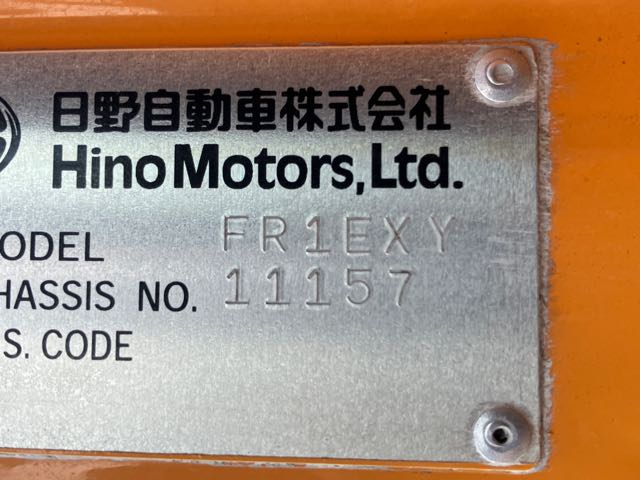 日野自動車株式会社
Hino Motors, Ltd.
ODEL FR1EXY
HASSIS NO. 11157
S. CODE